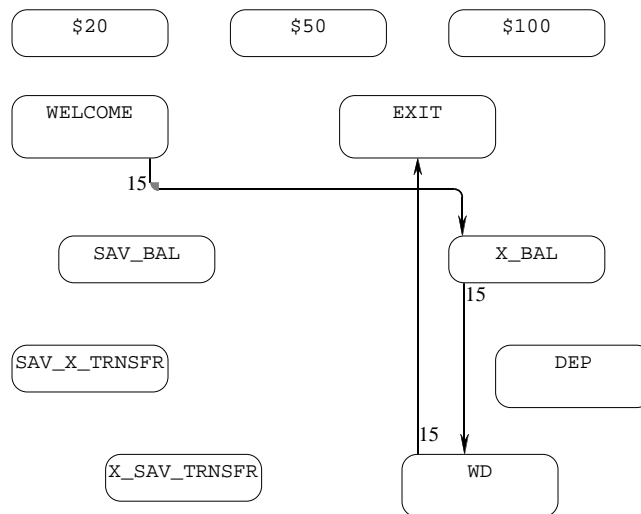 $20
$50
$100
WELCOME
EXIT
15
SAV_BAL
X_BAL
15
SAV_X_TRNSFR
DEP
15
X_SAV_TRNSFR
WD